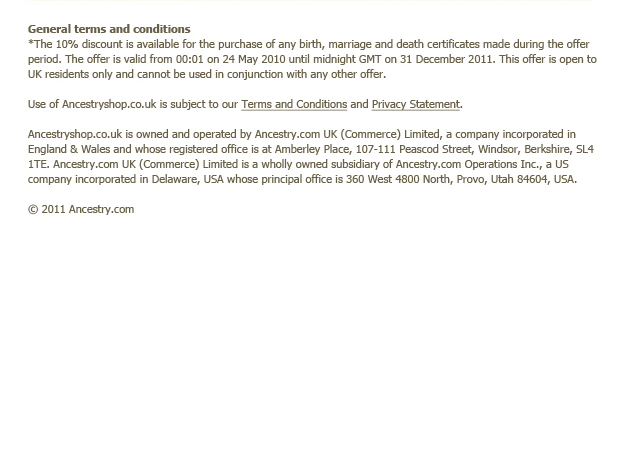 General terms and conditions
*The 10% discount is available for the purchase of any birth, marriage and death certificates made during the offer
period. The offer is valid from 00:01 on 24 May 2010 until midnight GMT on 31 December 2011. This offer is open to
UK residents only and cannot be used in conjunction with any other offer.
Use of Ancestryshop.co.uk is subject to our Terms and Conditions and Privacy Statement.
Ancestryshop.co.uk is owned and operated by Ancestry.com UK (Commerce) Limited, a company incorporated in
England & Wales and whose registered office is at Amberley Place, 107-111 Peascod Street, Windsor, Berkshire, SL4
1TE. Ancestry.com UK (Commerce) Limited is a wholly owned subsidiary of Ancestry.com Operations Inc., a US
company incorporated in Delaware, USA whose principal office is 360 West 4800 North, Provo, Utah 84604, USA.
© 2011 Ancestry.com